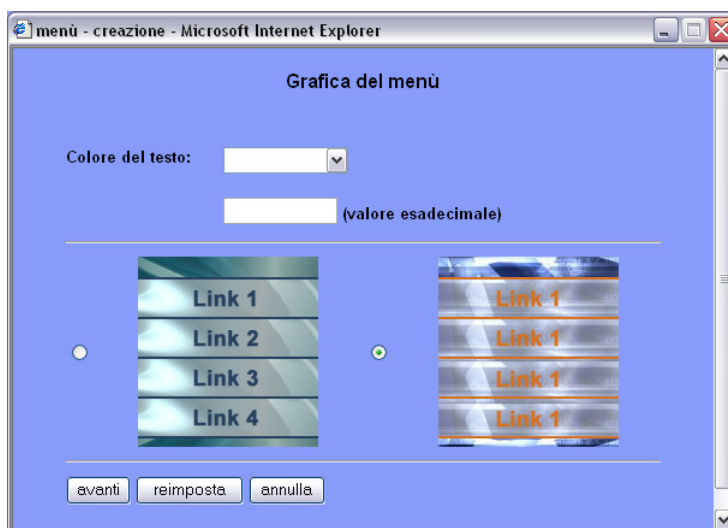 menù - creazione - Microsoft Internet Explorer
Grafica del menù
Colore del testo:
(valore esadecimale)
Link 1
Link 2
Link 3
Link 4
Link 1
Link 1
Link 1
Link 1
avanti reimposta annulla